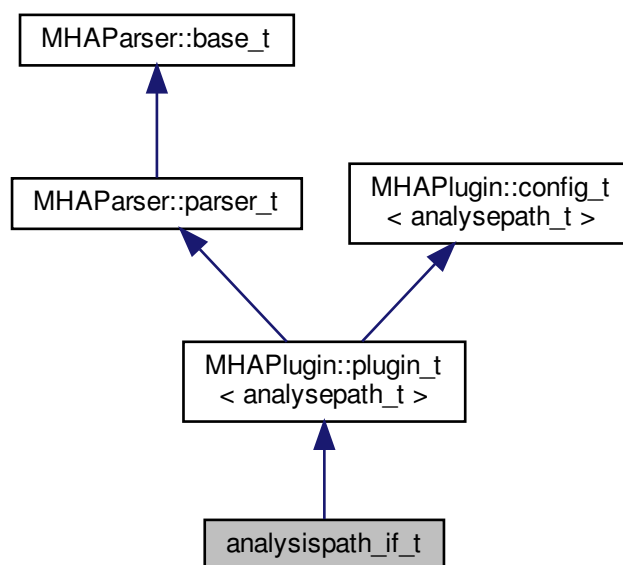 MHAParser::base_t
MHAParser::parser_t
MHAPlugin::config_t
< analysepath_t >
MHAPlugin::plugin_t
< analysepath_t >
analysispath_if_t